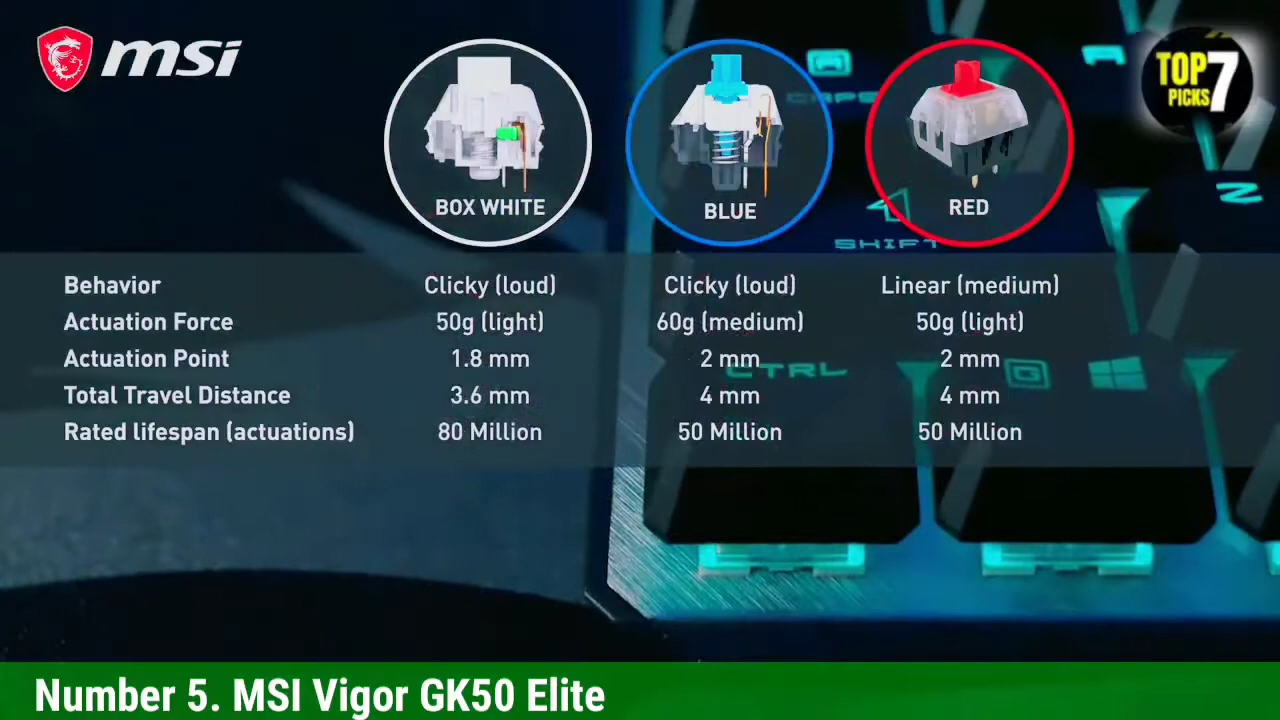 msi
TOP 7
PICKS
BOX WHITE
BLUE
RED
SHIFT
Behavior Clicky (loud) Clicky (loud) Linear (medium)
Actuation Force 50g (light) 60g (medium) 50g (light)
Actuation Point 1.8 mm 2 mm 2 mm
CTRL
Total Travel Distance 3.6 mm 4 mm 4 mm
Rated lifespan (actuations) 80 Million 50 Million 50 Million
Number 5. MSI Vigor GK50 Elite